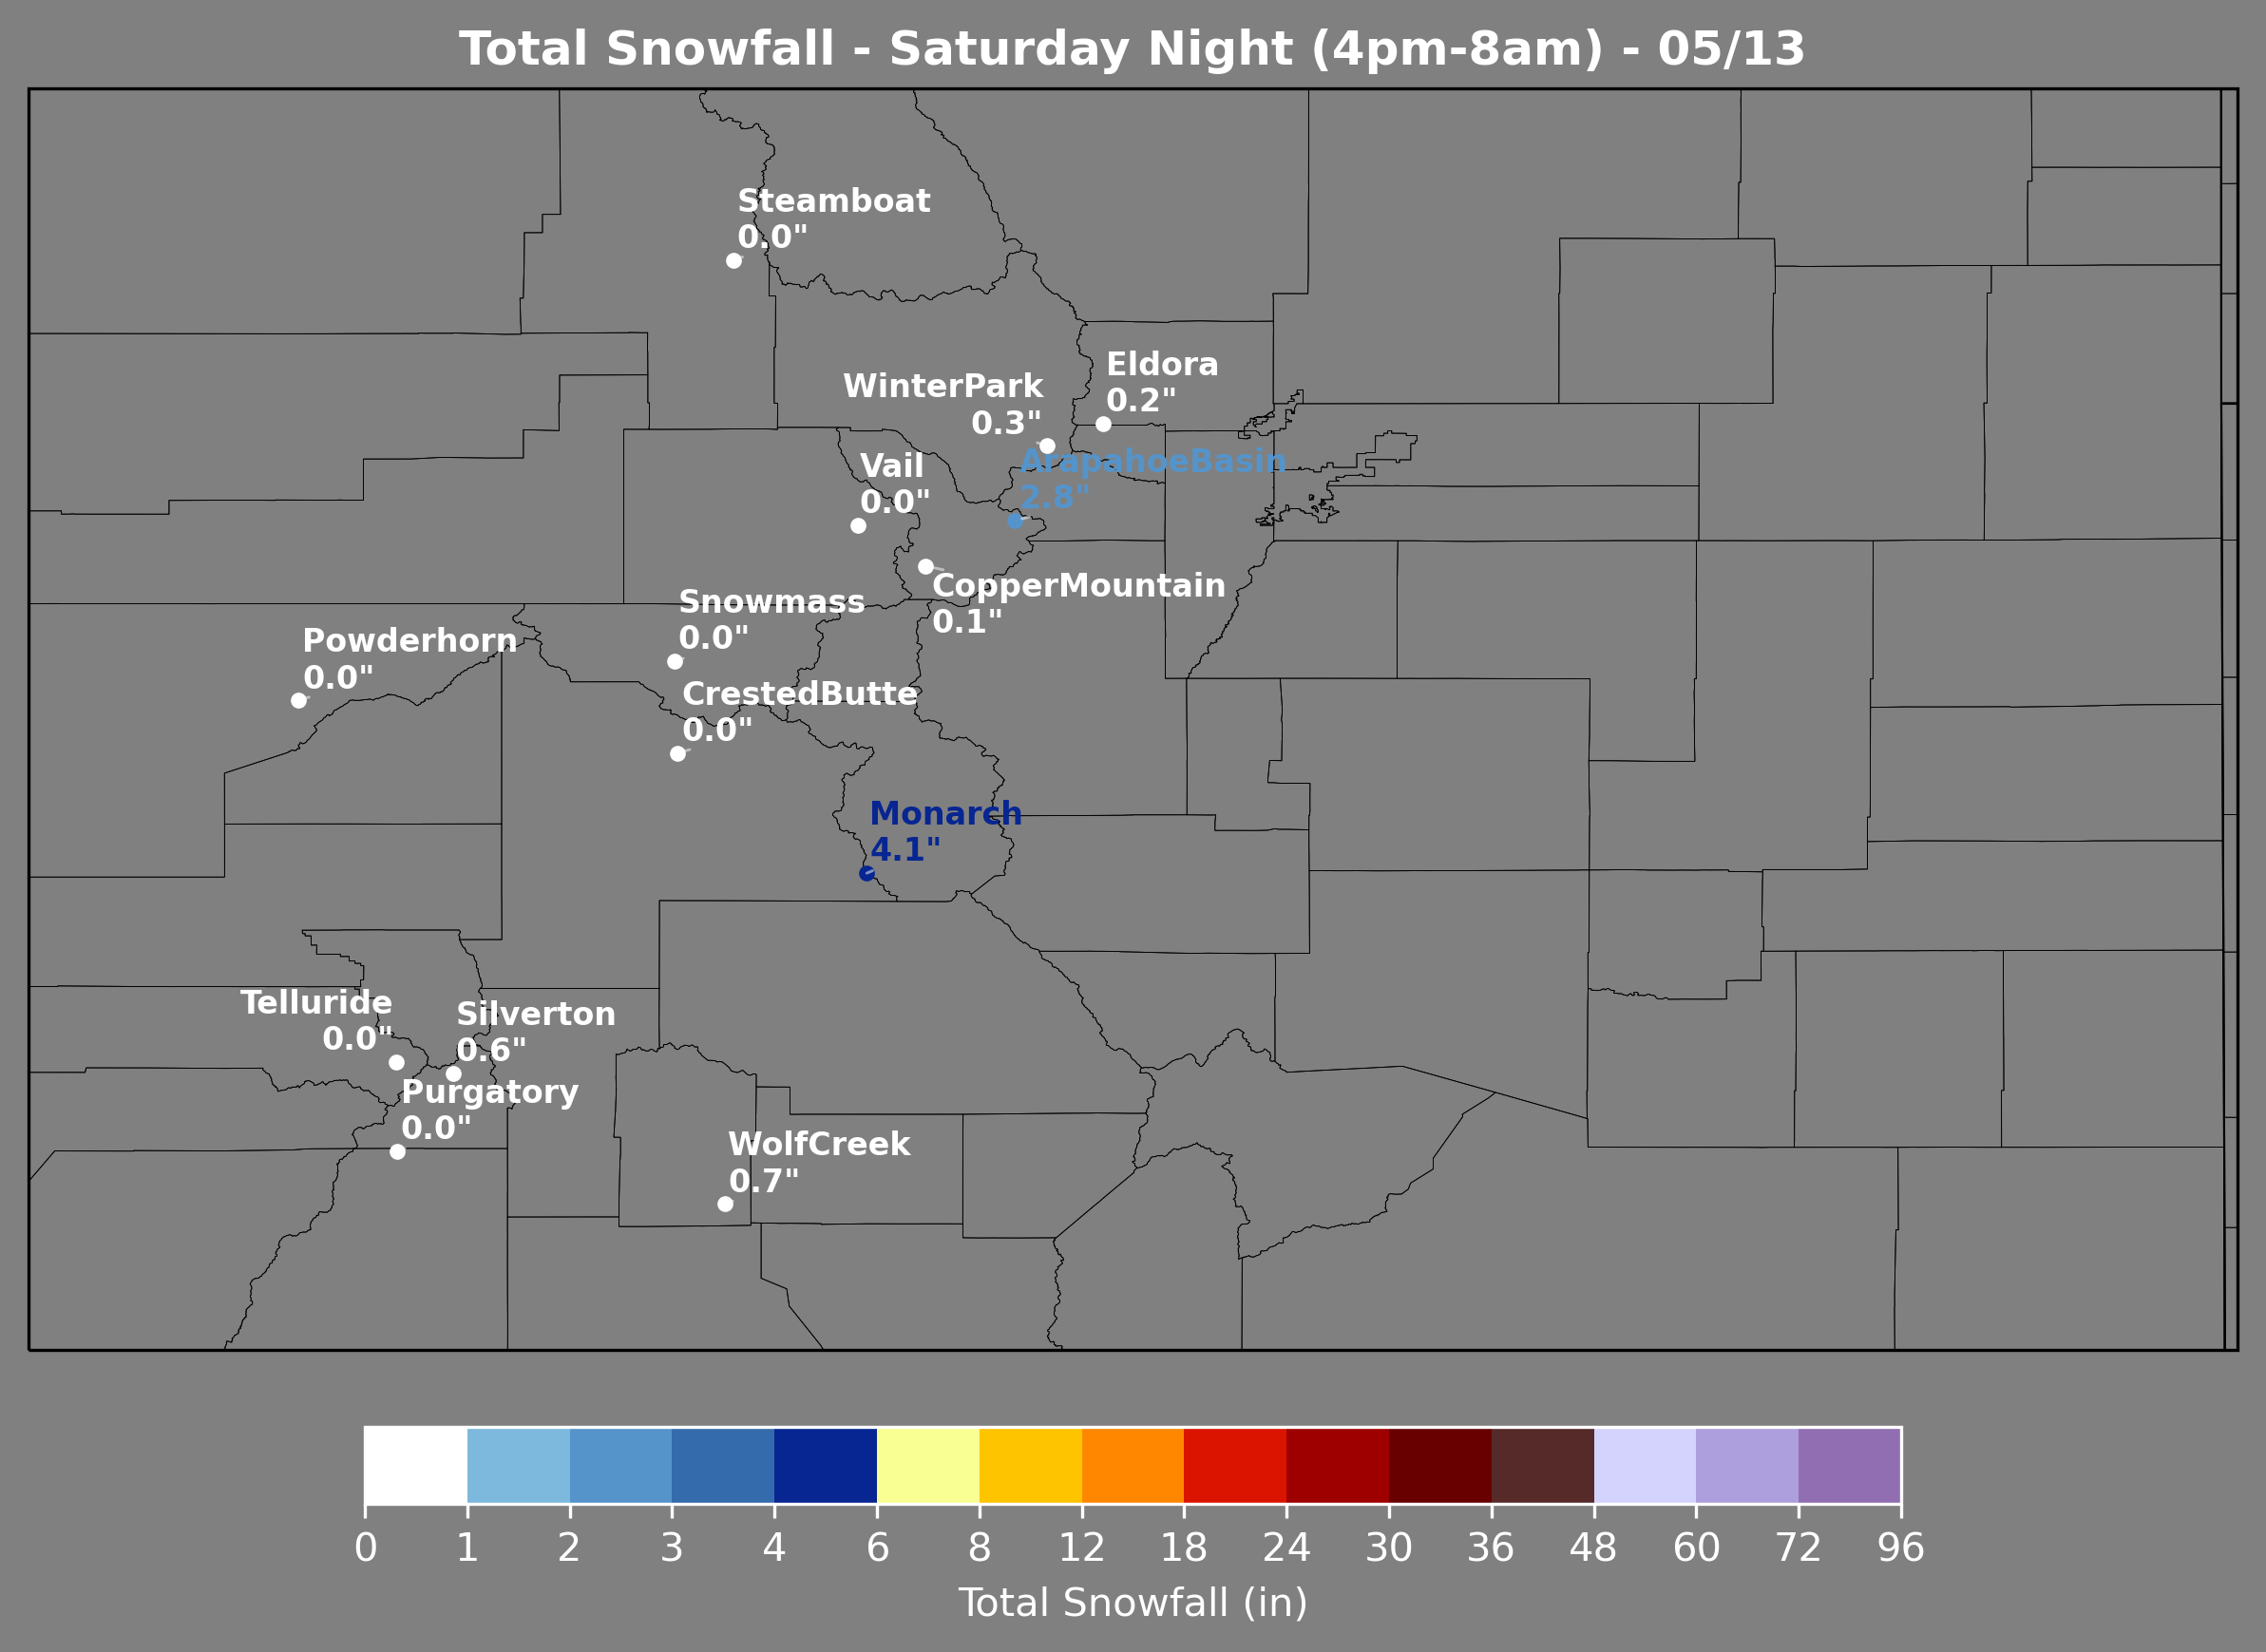 Total Snowfall - Saturday Night (4pm-8am) - 05/13
Steamboat
0.0"
Eldora
0.2"
WinterPark
0.3"
ArapahoeBasin
2.8"
Vail
0.0"
CopperMountain
0.1"
Snowmass
0.0"
Powderhorn
0.0"
CrestedButte
0.0"
Monarch
4.1"
Telluride
0.0"
Silverton
0.6"
Purgatory
0.0"
WolfCreek
0.7"
0 1 2 3 4 6 8 12 18 24 30 36 48 60 72 96
Total Snowfall (in)